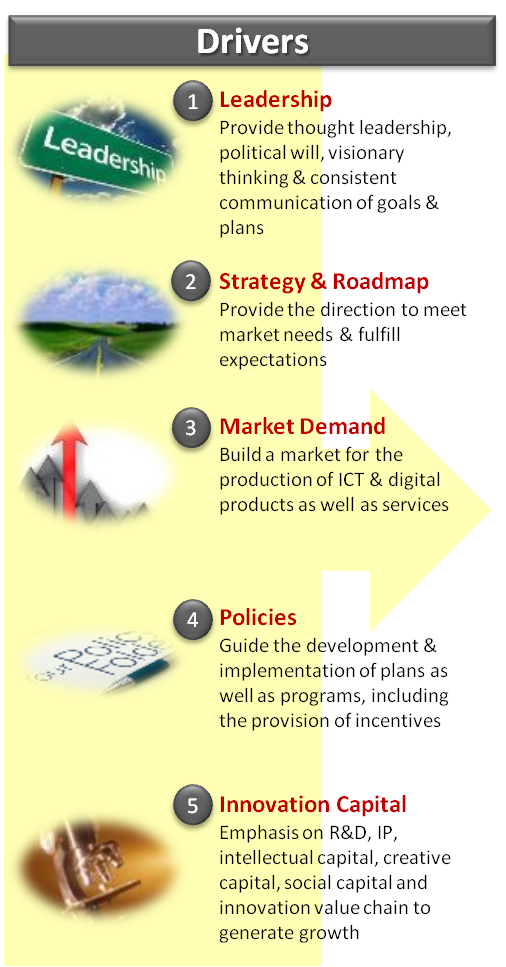 Drivers
1
Leadership
Leadership
Provide thought leadership,
political will, visionary
thinking & consistent
communication of goals &
plans
2
Strategy & Roadmap
Provide the direction to meet
market needs & fulfill
expectations
3
Market Demand
Build a market for the
production of ICT & digital
products as well as services
4
Policies
Guide the development &
implementation of plans as
well as programs, including
the provision of incentives
5
Innovation Capital
Emphasis on R&D, IP,
intellectual capital, creative
capital, social capital and
innovation value chain to
generate growth